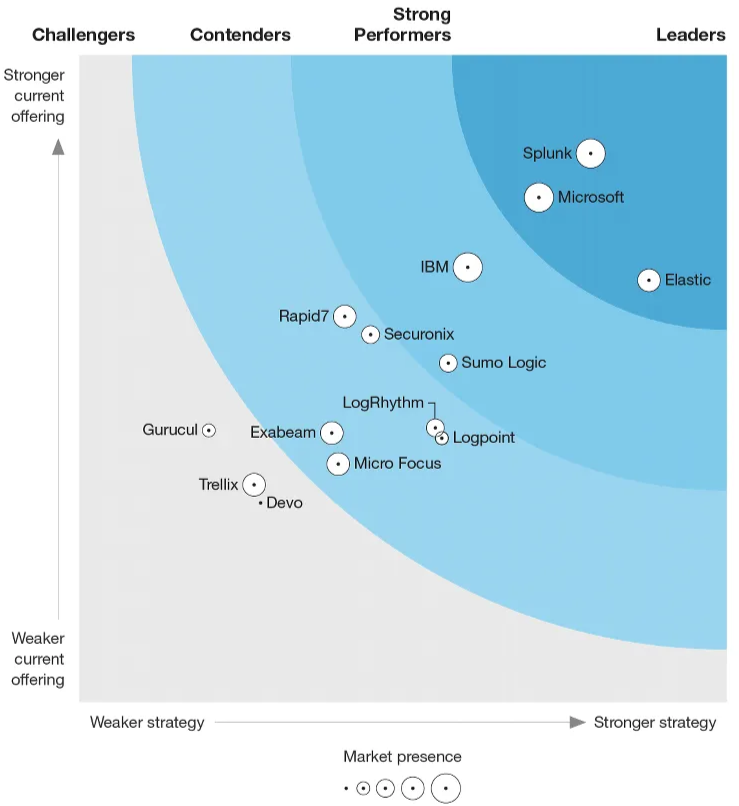 Challengers
Contenders
Strong
Performers
Leaders
Stronger
current
offering
Splunk
Microsoft
IBM
Elastic
Rapid7
Securonix
Sumo Logic
LogRhythm
Gurucul
Exabeam
Logpoint
Micro Focus
Trellix
Devo
Weaker
current
offering
Weaker strategy
Stronger strategy
Market presence